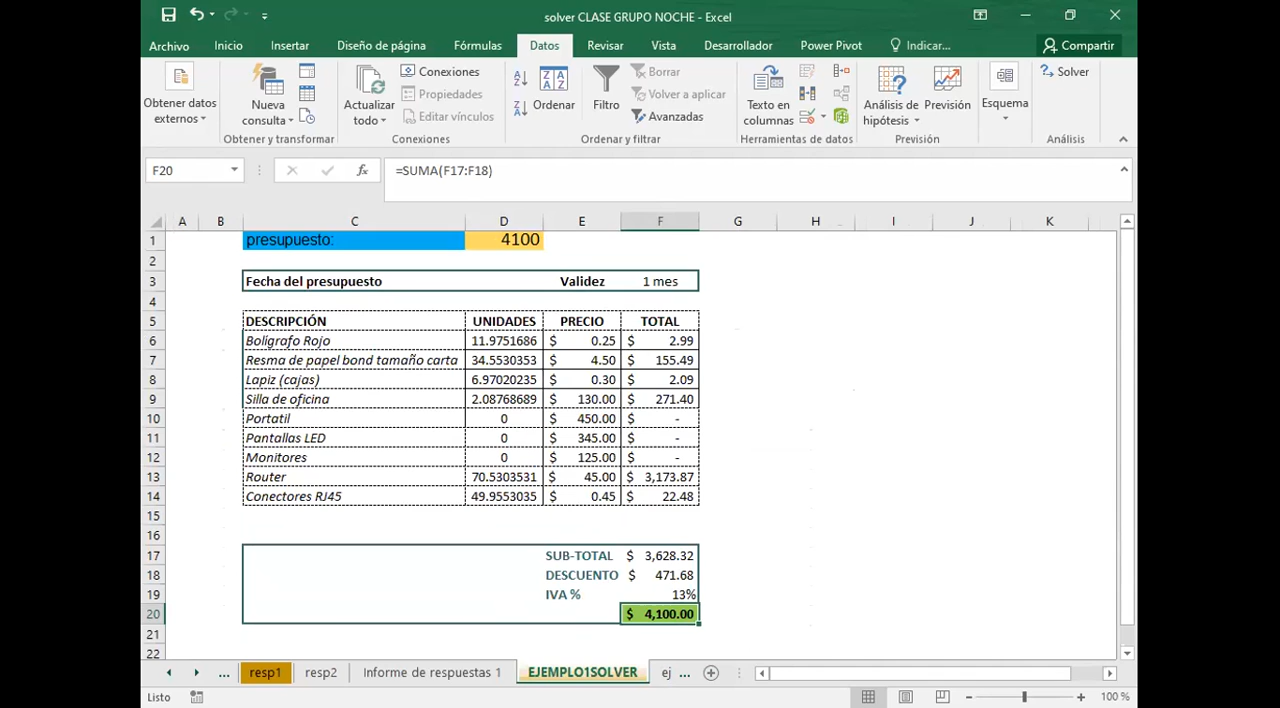 solver CLASE GRUPO NOCHE - Excel
Archivo Inicio Insertar Diseño de página Fórmulas Datos Revisar Vista Desarrollador Power Pivot Indicar... Compartir
Obtener datos externos
Nueva consulta
Obtener y transformar
Actualizar todo
Conexiones
Propiedades
Editar vínculos
Conexiones
Ordenar
Filtro
Borrar
Volver a aplicar
Avanzadas
Ordenar y filtrar
Texto en columnas
Herramientas de datos
Análisis de hipótesis
Previsión
Previsión
Esquema
Solver
Análisis
F20 fx =SUMA(F17:F18)
A B C D E F G H I J K
1 presupuesto: 4100
2
3 Fecha del presupuesto Validez 1 mes
4
5 DESCRIPCIÓN UNIDADES PRECIO TOTAL
6 Boligrafo Rojo 11.9751686 $ 0.25 $ 2.99
7 Resma de papel bond tamaño carta 34.5530353 $ 4.50 $ 155.49
8 Lapiz (cajas) 6.97020235 $ 0.30 $ 2.09
9 Silla de oficina 2.08768689 $ 130.00 $ 271.40
10 Portatil 0 $ 450.00 $ -
11 Pantallas LED 0 $ 345.00 $ -
12 Monitores 0 $ 125.00 $ -
13 Router 70.5303531 $ 45.00 $ 3,173.87
14 Conectores RJ45 49.9553035 $ 0.45 $ 22.48
15
16
17 SUB-TOTAL $ 3,628.32
18 DESCUENTO $ 471.68
19 IVA % 13%
20 $ 4,100.00
21
22
... resp1 resp2 Informe de respuestas 1 EJEMPLO1SOLVER ej ...
Listo 100 %